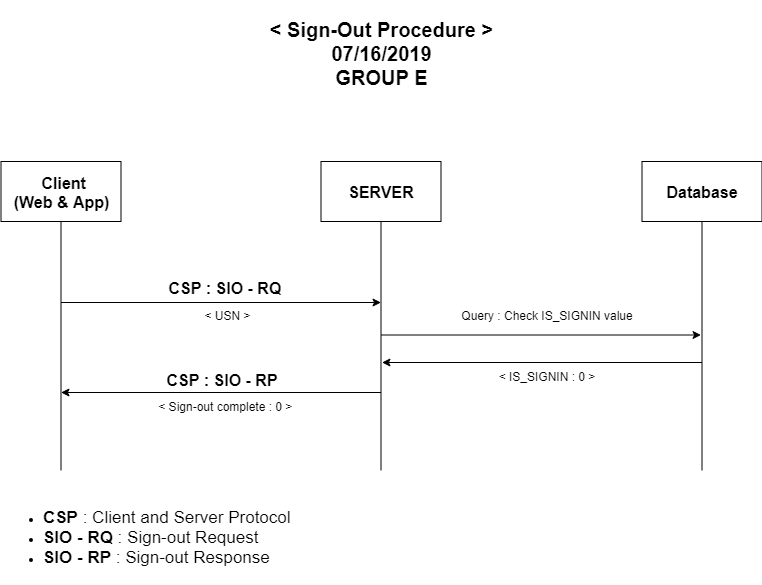 < Sign-Out Procedure >
07/16/2019
GROUP E
Client
(Web & App)
SERVER
Database
CSP : SIO - RQ
< USN >
Query : Check IS_SIGNIN value
< IS_SIGNIN : 0 >
CSP : SIO - RP
< Sign-out complete : 0 >
• CSP : Client and Server Protocol
• SIO - RQ : Sign-out Request
• SIO - RP : Sign-out Response